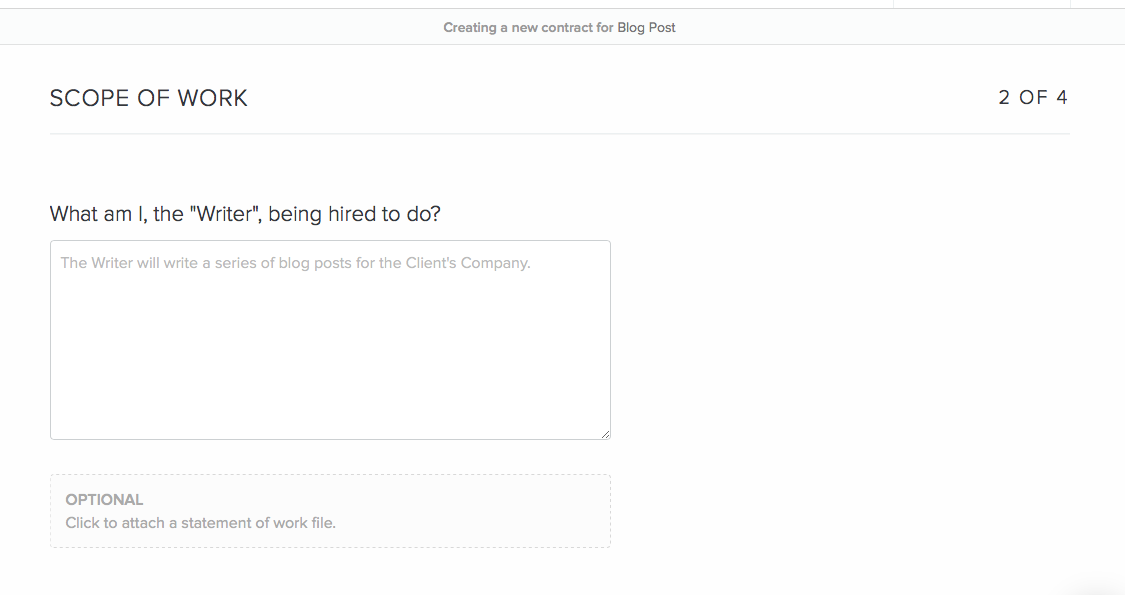 Creating a new contract for Blog Post
SCOPE OF WORK
2 OF 4
What am I, the "Writer", being hired to do?
The Writer will write a series of blog posts for the Client's Company.
OPTIONAL
Click to attach a statement of work file.